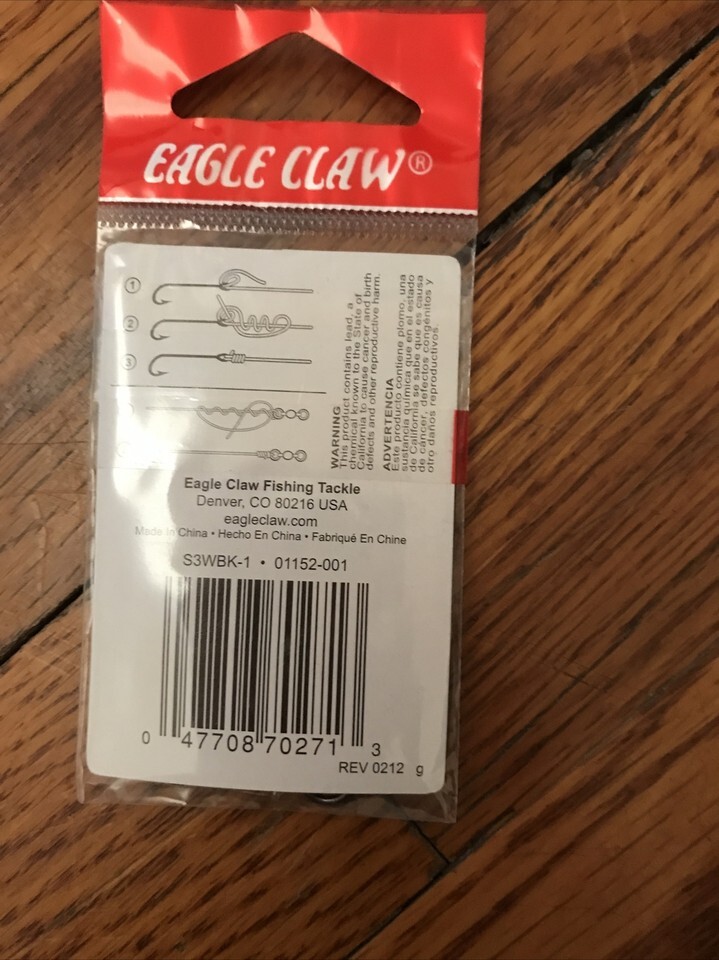 EAGLE CLAW®
1
2
3
WARNING
This product contains lead, a
chemical known to the State of
California to cause cancer and birth
defects and other reproductive harm.
ADVERTENCIA
Este producto contiene plomo, una
sustancia química que en el estado
de California se sabe que es causa
de cáncer, defectos congénitos y
otro daños reproductivos.
Eagle Claw Fishing Tackle
Denver, CO 80216 USA
eagleclaw.com
Made In China • Hecho En China • Fabriqué En Chine
S3WBK-1 • 01152-001
0 47708 70271 3
REV 0212 g